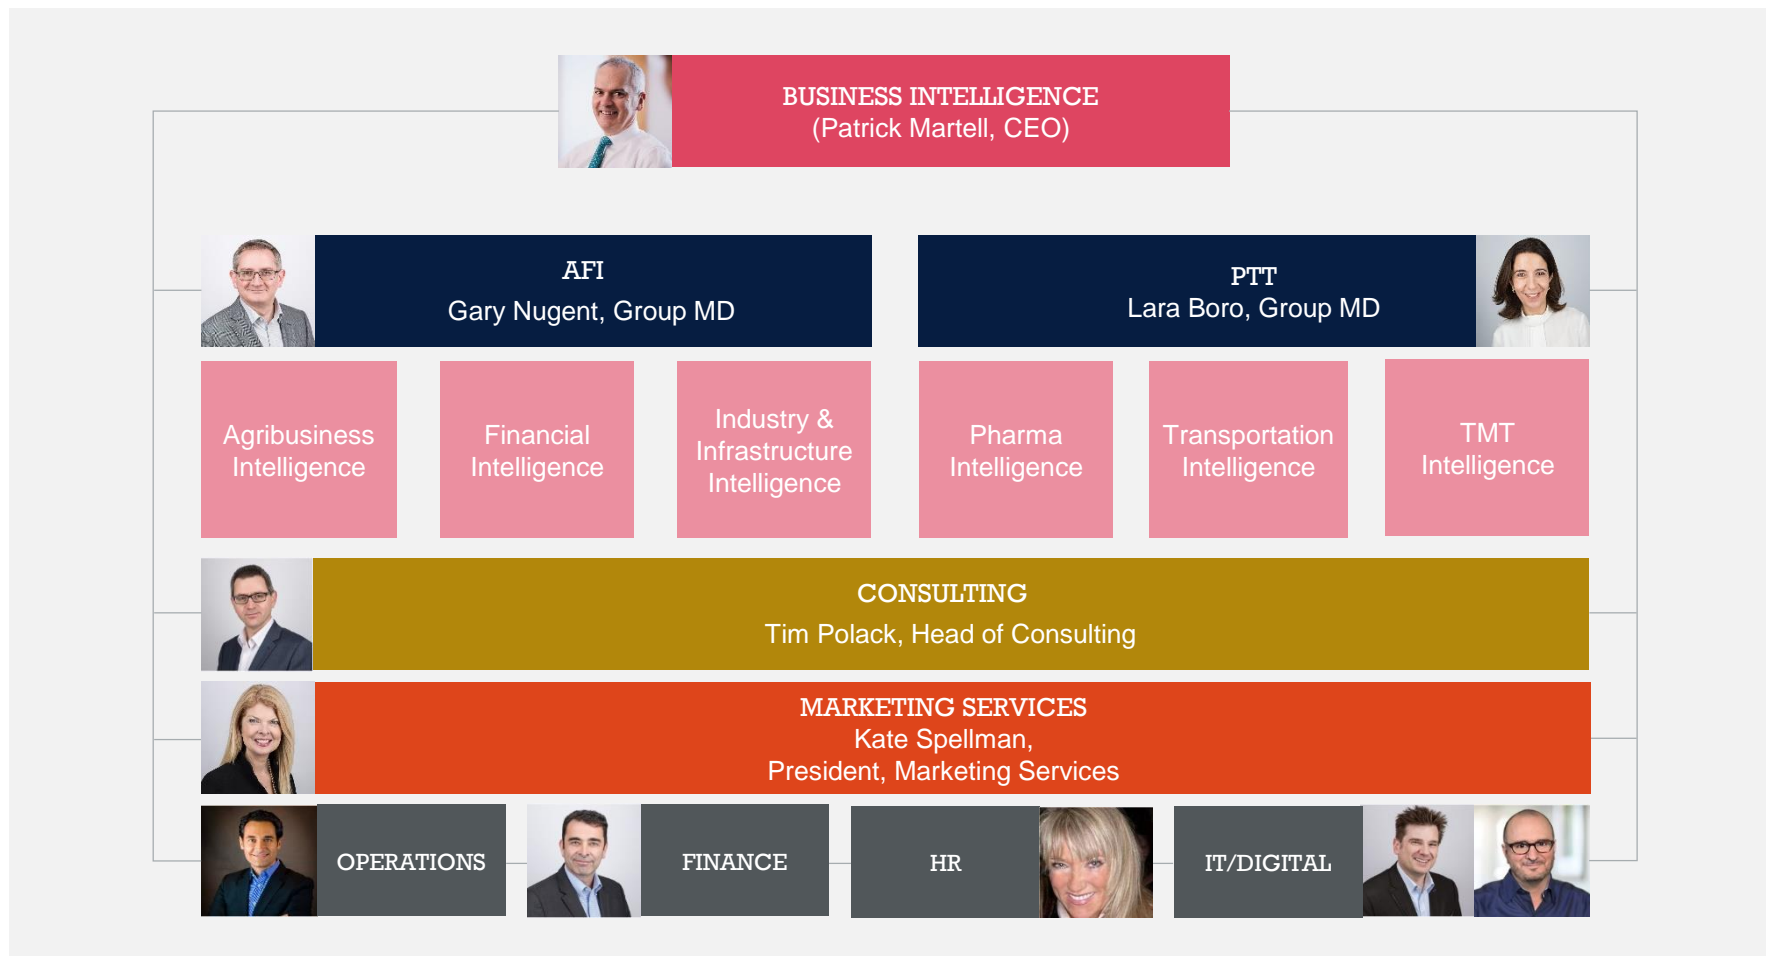 BUSINESS INTELLIGENCE
(Patrick Martell, CEO)
AFI
Gary Nugent, Group MD
PTT
Lara Boro, Group MD
Agribusiness
Intelligence
Financial
Intelligence
Industry &
Infrastructure
Intelligence
Pharma
Intelligence
Transportation
Intelligence
TMT
Intelligence
CONSULTING
Tim Polack, Head of Consulting
MARKETING SERVICES
Kate Spellman,
President, Marketing Services
OPERATIONS
FINANCE
HR
IT/DIGITAL